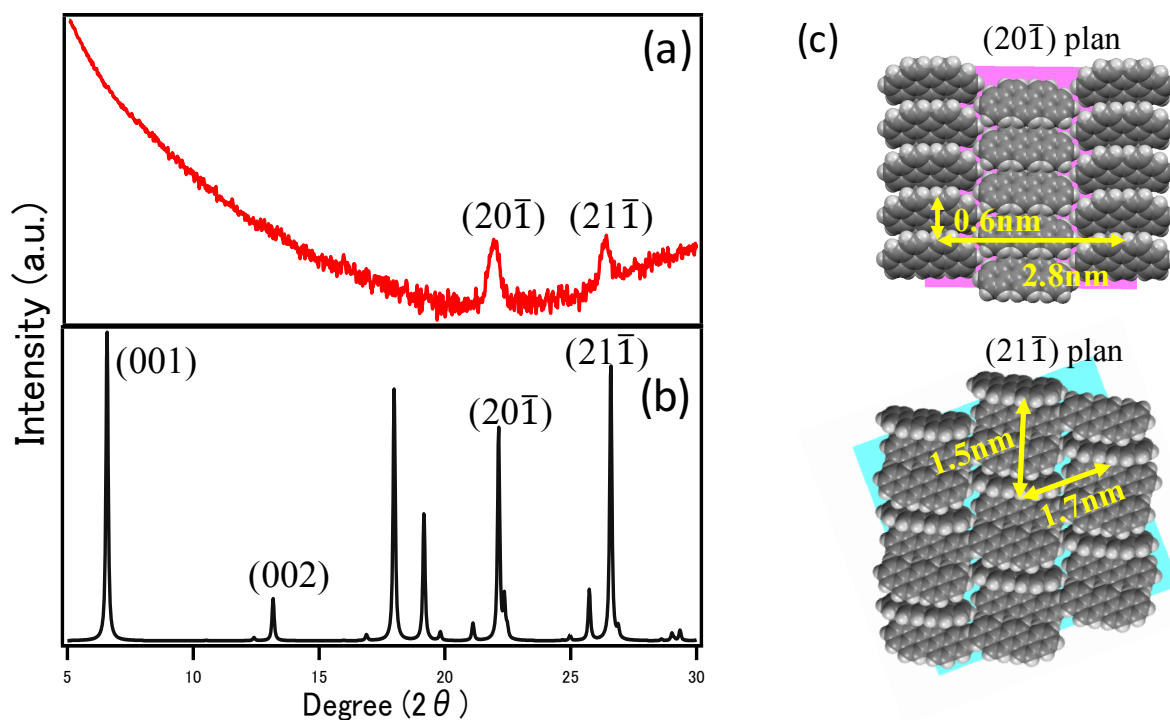 (a)
(201̄)
(211̄)
(001)
(002)
(201̄)
(211̄)
(b)
Intensity (a.u.)
5
10
15
20
25
30
Degree (2θ)
(c)
(201̄) plan
0.6nm
2.8nm
(211̄) plan
1.5nm
1.7nm